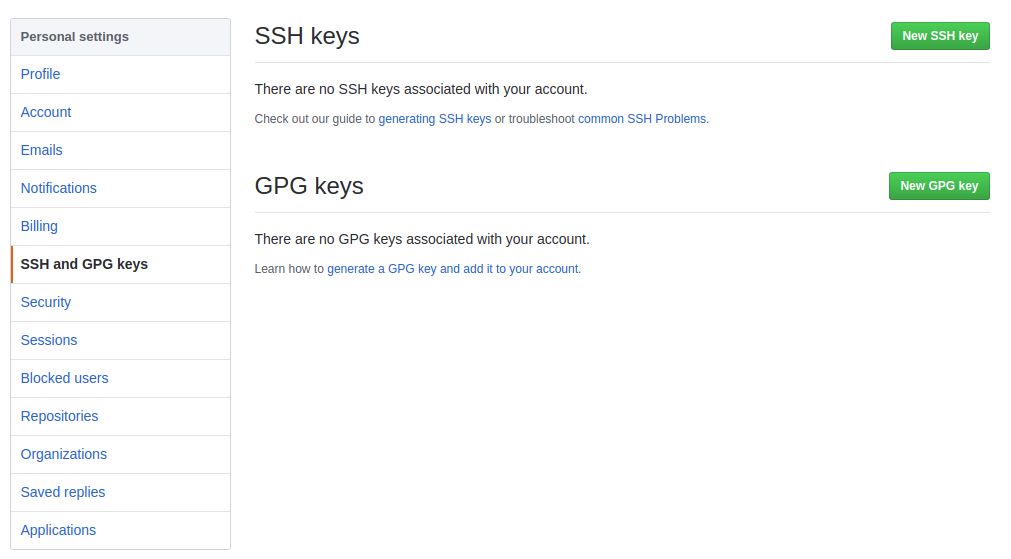 Personal settings
Profile
Account
Emails
Notifications
Billing
SSH and GPG keys
Security
Sessions
Blocked users
Repositories
Organizations
Saved replies
Applications
SSH keys
New SSH key
There are no SSH keys associated with your account.
Check out our guide to generating SSH keys or troubleshoot common SSH Problems.
GPG keys
New GPG key
There are no GPG keys associated with your account.
Learn how to generate a GPG key and add it to your account.